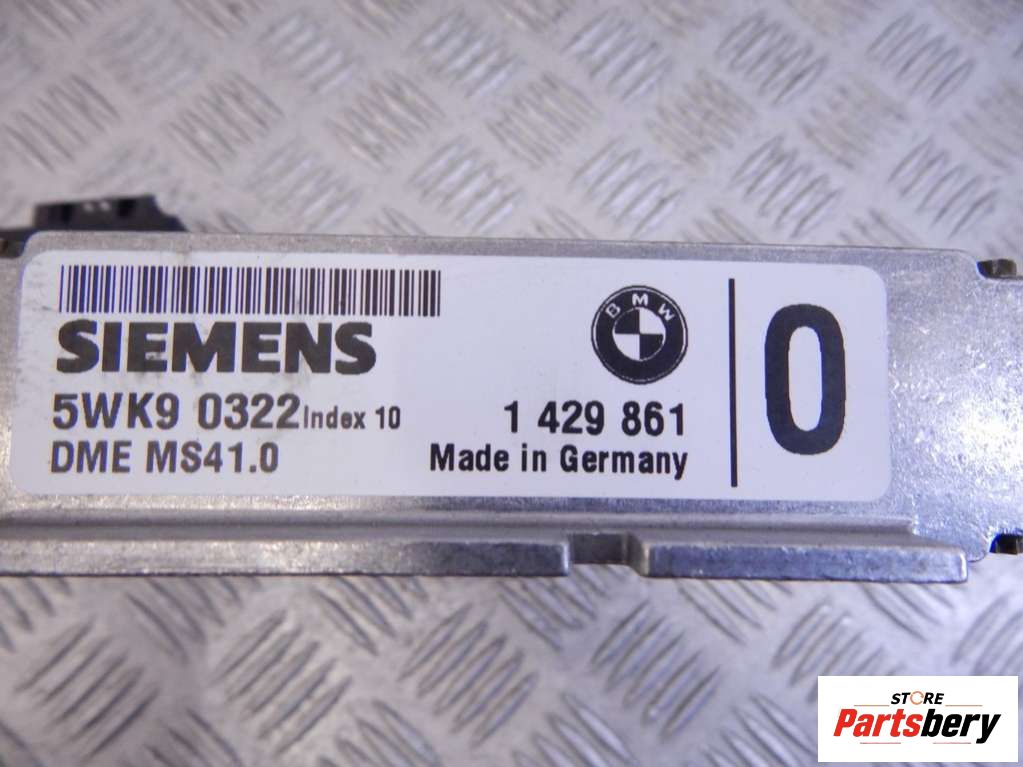 SIEMENS
BMW
5WK9 0322 Index 10
1 429 861
DME MS41.0
Made in Germany
0
STORE
Partsbery